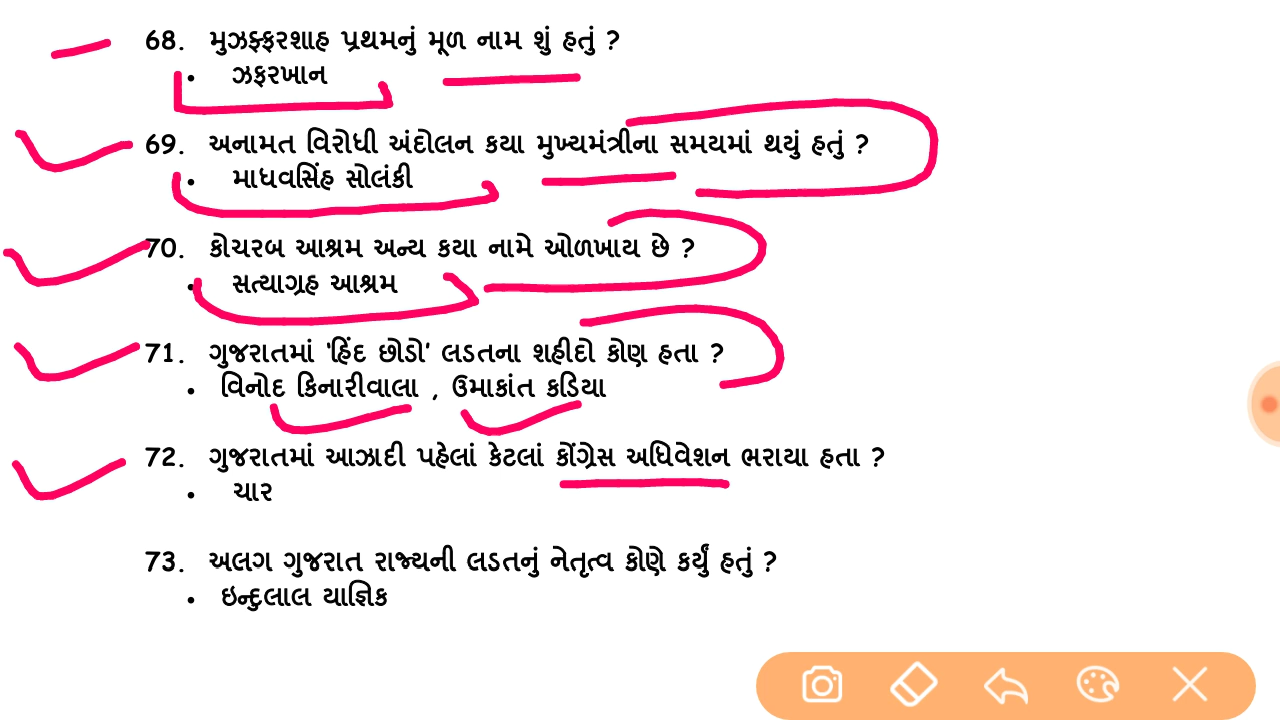 68. મુઝફ્ફરશાહ પ્રથમનું મૂળ નામ શું હતું ?
• ઝફરખાન
69. અનામત વિરોધી અંદોલન કયા મુખ્યમંત્રીના સમયમાં થયું હતું ?
• માધવસિંહ સોલંકી
70. કોચરબ આશ્રમ અન્ય કયા નામે ઓળખાય છે ?
• સત્યાગ્રહ આશ્રમ
71. ગુજરાતમાં 'હિંદ છોડો' લડતના શહીદો કોણ હતા ?
• વિનોદ કિનારીવાલા , ઉમાકાંત કડિયા
72. ગુજરાતમાં આઝાદી પહેલાં કેટલાં કોંગ્રેસ અધિવેશન ભરાયા હતા ?
• ચાર
73. અલગ ગુજરાત રાજ્યની લડતનું નેતૃત્વ કોણે કર્યું હતું ?
• ઇન્દુલાલ યાજ્ઞિક